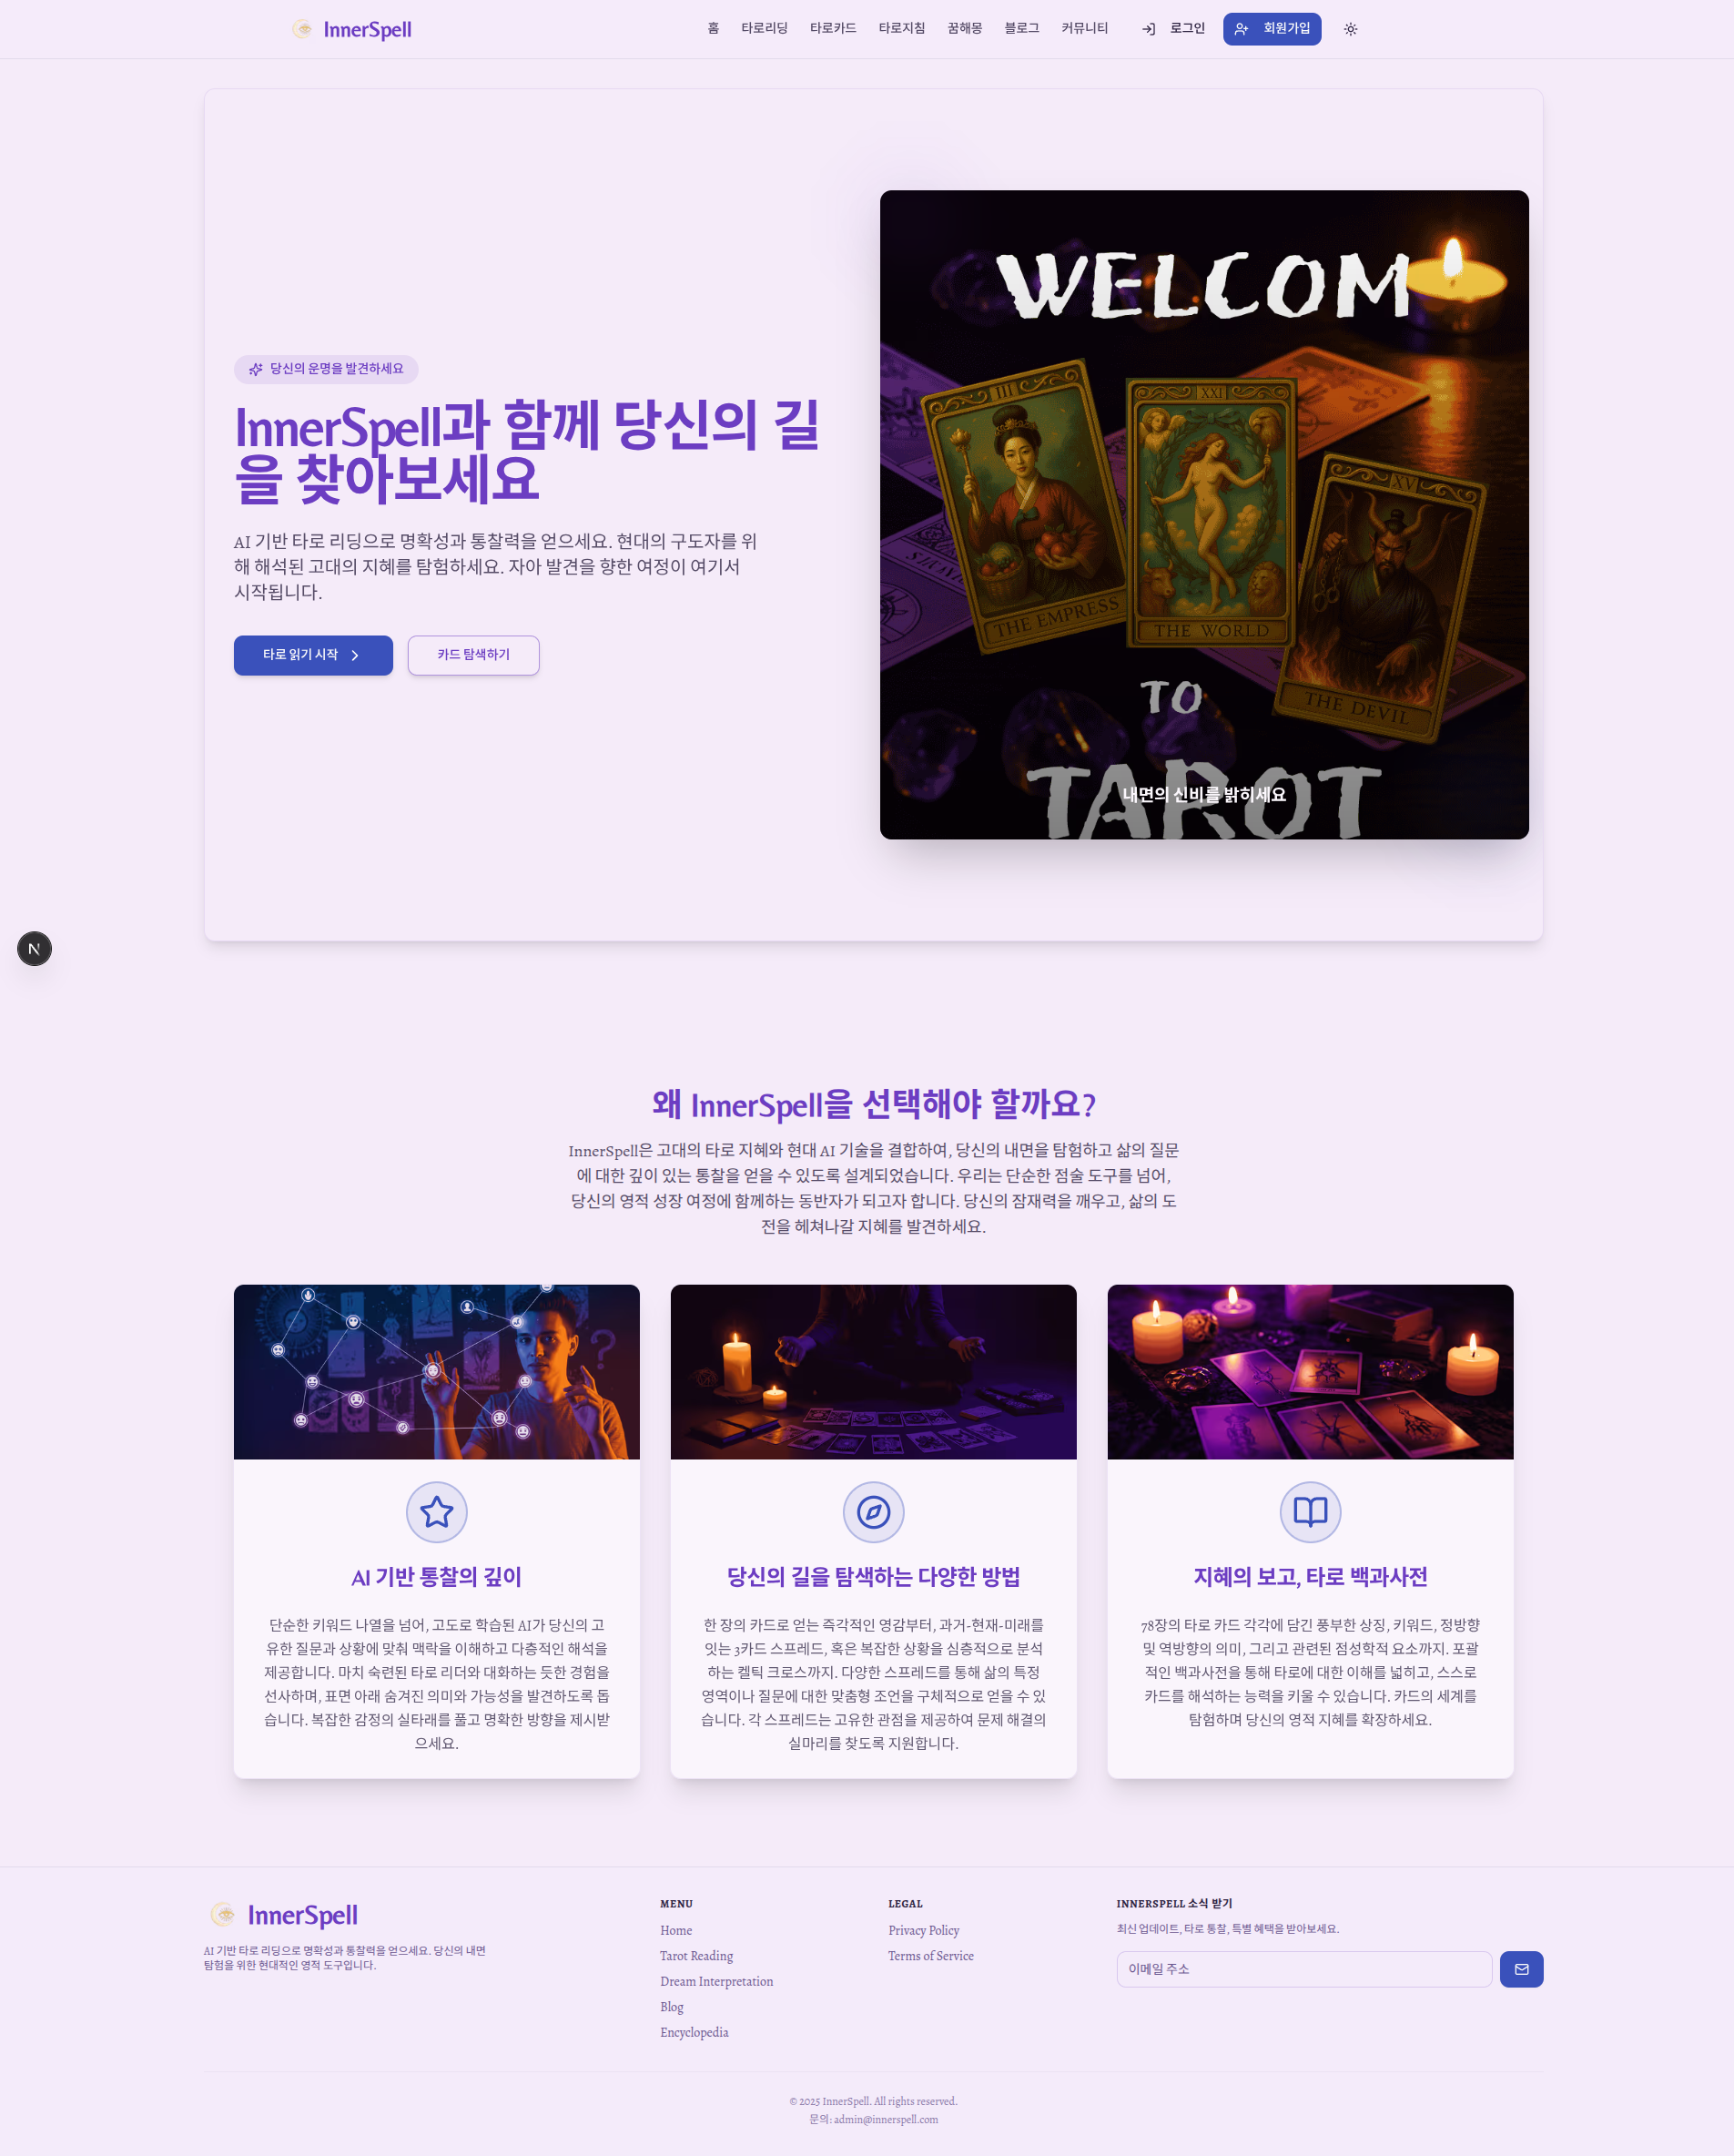 InnerSpell
홈 타로리딩 타로카드 타로지침 꿈해몽 블로그 커뮤니티 로그인 회원가입
당신의 운명을 발견하세요
InnerSpell과 함께 당신의 길
을 찾아보세요
AI 기반 타로 리딩으로 명확성과 통찰력을 얻으세요. 현대의 구도자를 위
해 해석된 고대의 지혜를 탐험하세요. 자아 발견을 향한 여정이 여기서
시작됩니다.
타로 읽기 시작
카드 탐색하기
WELCOM
III
THE EMPRESS
XXI
THE WORLD
XV
THE DEVIL
TO
TAROT
내면의 신비를 밝히세요
N
왜 InnerSpell을 선택해야 할까요?
InnerSpell은 고대의 타로 지혜와 현대 AI 기술을 결합하여, 당신의 내면을 탐험하고 삶의 질문
에 대한 깊이 있는 통찰을 얻을 수 있도록 설계되었습니다. 우리는 단순한 점술 도구를 넘어,
당신의 영적 성장 여정에 함께하는 동반자가 되고자 합니다. 당신의 잠재력을 깨우고, 삶의 도
전을 헤쳐나갈 지혜를 발견하세요.
AI 기반 통찰의 깊이
단순한 키워드 나열을 넘어, 고도로 학습된 AI가 당신의 고
유한 질문과 상황에 맞춰 맥락을 이해하고 다층적인 해석을
제공합니다. 마치 숙련된 타로 리더와 대화하는 듯한 경험을
선사하며, 표면 아래 숨겨진 의미와 가능성을 발견하도록 돕
습니다. 복잡한 감정의 실타래를 풀고 명확한 방향을 제시받
으세요.
당신의 길을 탐색하는 다양한 방법
한 장의 카드로 얻는 즉각적인 영감부터, 과거-현재-미래를
잇는 3카드 스프레드, 혹은 복잡한 상황을 심층적으로 분석
하는 켈틱 크로스까지. 다양한 스프레드를 통해 삶의 특정
영역이나 질문에 대한 맞춤형 조언을 구체적으로 얻을 수 있
습니다. 각 스프레드는 고유한 관점을 제공하여 문제 해결의
실마리를 찾도록 지원합니다.
지혜의 보고, 타로 백과사전
78장의 타로 카드 각각에 담긴 풍부한 상징, 키워드, 정방향
및 역방향의 의미, 그리고 관련된 점성학적 요소까지. 포괄
적인 백과사전을 통해 타로에 대한 이해를 넓히고, 스스로
카드를 해석하는 능력을 키울 수 있습니다. 카드의 세계를
탐험하며 당신의 영적 지혜를 확장하세요.
InnerSpell
AI 기반 타로 리딩으로 명확성과 통찰력을 얻으세요. 당신의 내면
탐험을 위한 현대적인 영적 도구입니다.
MENU
Home
Tarot Reading
Dream Interpretation
Blog
Encyclopedia
LEGAL
Privacy Policy
Terms of Service
INNERSPELL 소식 받기
최신 업데이트, 타로 통찰, 특별 혜택을 받아보세요.
이메일 주소
© 2025 InnerSpell. All rights reserved.
문의: admin@innerspell.com